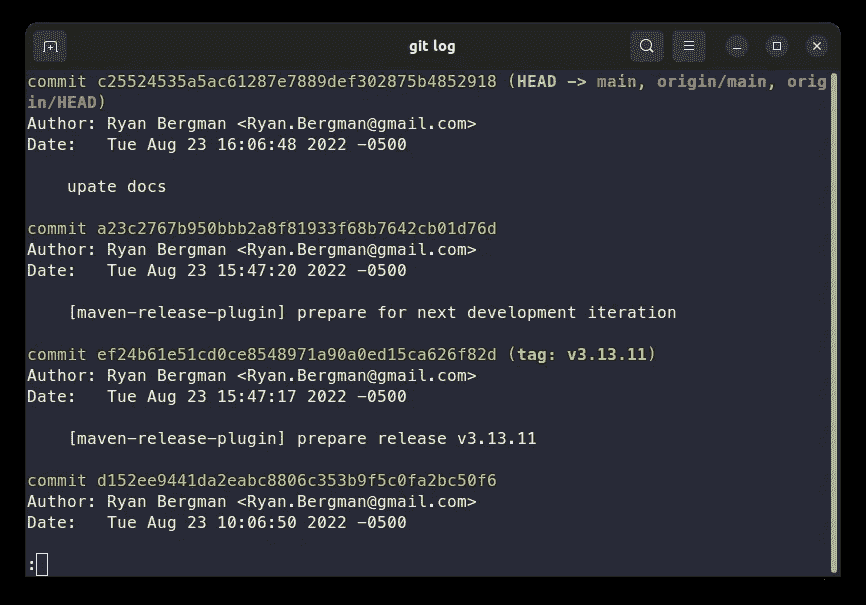 git log
commit c25524535a5ac61287e7889def302875b4852918 (HEAD -> main, origin/main, orig
in/HEAD)
Author: Ryan Bergman <Ryan.Bergman@gmail.com>
Date:   Tue Aug 23 16:06:48 2022 -0500
    upate docs
commit a23c2767b950bbb2a8f81933f68b7642cb01d76d
Author: Ryan Bergman <Ryan.Bergman@gmail.com>
Date:   Tue Aug 23 15:47:20 2022 -0500
    [maven-release-plugin] prepare for next development iteration
commit ef24b61e51cd0ce8548971a90a0ed15ca626f82d (tag: v3.13.11)
Author: Ryan Bergman <Ryan.Bergman@gmail.com>
Date:   Tue Aug 23 15:47:17 2022 -0500
    [maven-release-plugin] prepare release v3.13.11
commit d152ee9441da2eabc8806c353b9f5c0fa2bc50f6
Author: Ryan Bergman <Ryan.Bergman@gmail.com>
Date:   Tue Aug 23 10:06:50 2022 -0500
: